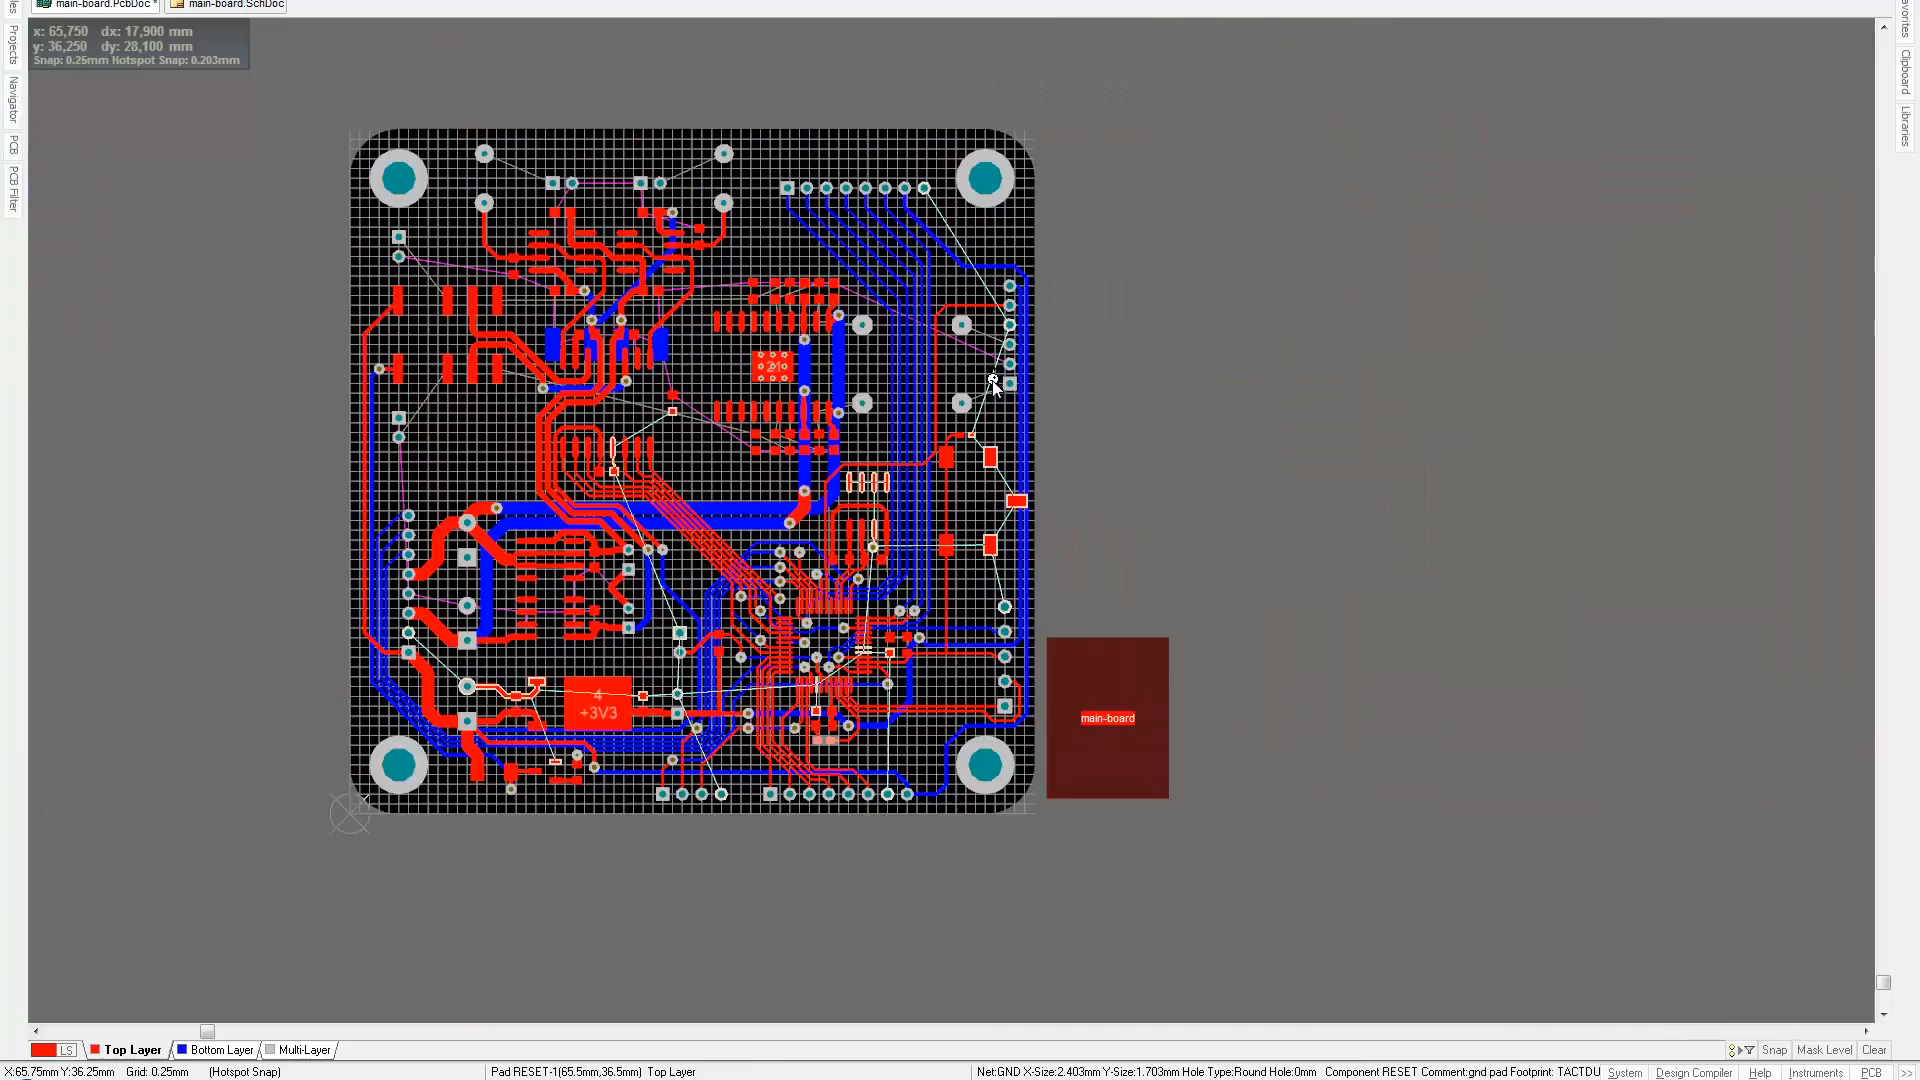 main-board.PcbDoc *
main-board.SchDoc
x: 65,750 dx: 17,900 mm
y: 36,250 dy: 28,100 mm
Snap: 0.25mm Hotspot Snap: 0.203mm
Projects
Navigator
PCB
PCB Filter
Clipboard
Libraries
21
4
+3V3
main-board
LS
Top Layer
Bottom Layer
Multi-Layer
Snap
Mask Level
Clear
X:65.75mm Y:36.25mm Grid: 0.25mm (Hotspot Snap)
Pad RESET-1(65.5mm,36.5mm) Top Layer
Net:GND X-Size:2.403mm Y-Size:1.703mm Hole Type:Round Hole:0mm Component RESET Comment:gnd pad Footprint: TACTDU
System
Design Compiler
Help
Instruments
PCB
>>